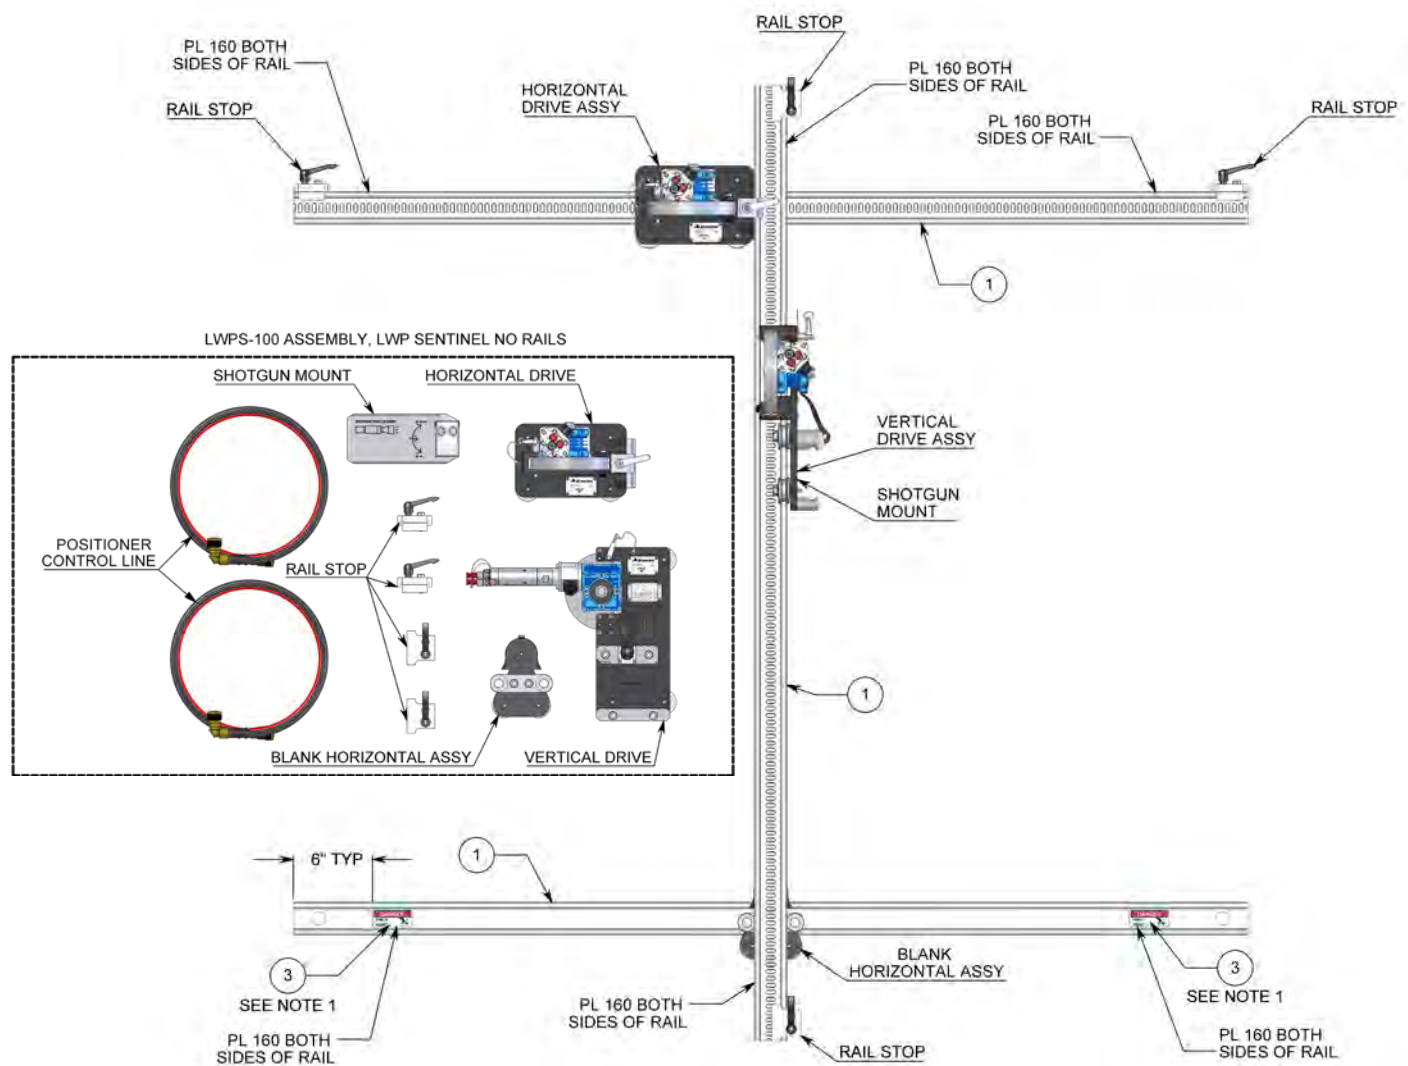 RAIL STOP
PL 160 BOTH
SIDES OF RAIL
RAIL STOP
HORIZONTAL
DRIVE ASSY
PL 160 BOTH
SIDES OF RAIL
PL 160 BOTH
SIDES OF RAIL
RAIL STOP
1
LWPS-100 ASSEMBLY, LWP SENTINEL NO RAILS
SHOTGUN MOUNT
HORIZONTAL DRIVE
POSITIONER
CONTROL LINE
RAIL STOP
BLANK HORIZONTAL ASSY
VERTICAL DRIVE
VERTICAL
DRIVE ASSY
SHOTGUN
MOUNT
1
6" TYP
1
DANGER
DANGER
3
SEE NOTE 1
PL 160 BOTH
SIDES OF RAIL
PL 160 BOTH
SIDES OF RAIL
BLANK
HORIZONTAL ASSY
RAIL STOP
3
SEE NOTE 1
PL 160 BOTH
SIDES OF RAIL